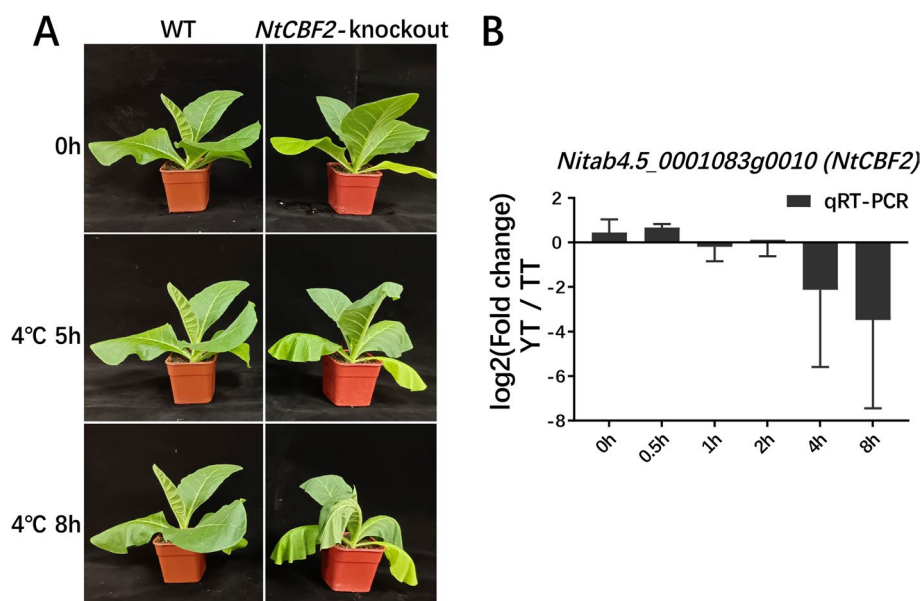 A
WT
NtCBF2-knockout
0h
4℃ 5h
4℃ 8h
B
Nitab4.5_0001083g0010 (NtCBF2)
qRT-PCR
log2(Fold change)
YT / TT
2
0
-2
-4
-6
-8
0h
0.5h
1h
2h
4h
8h